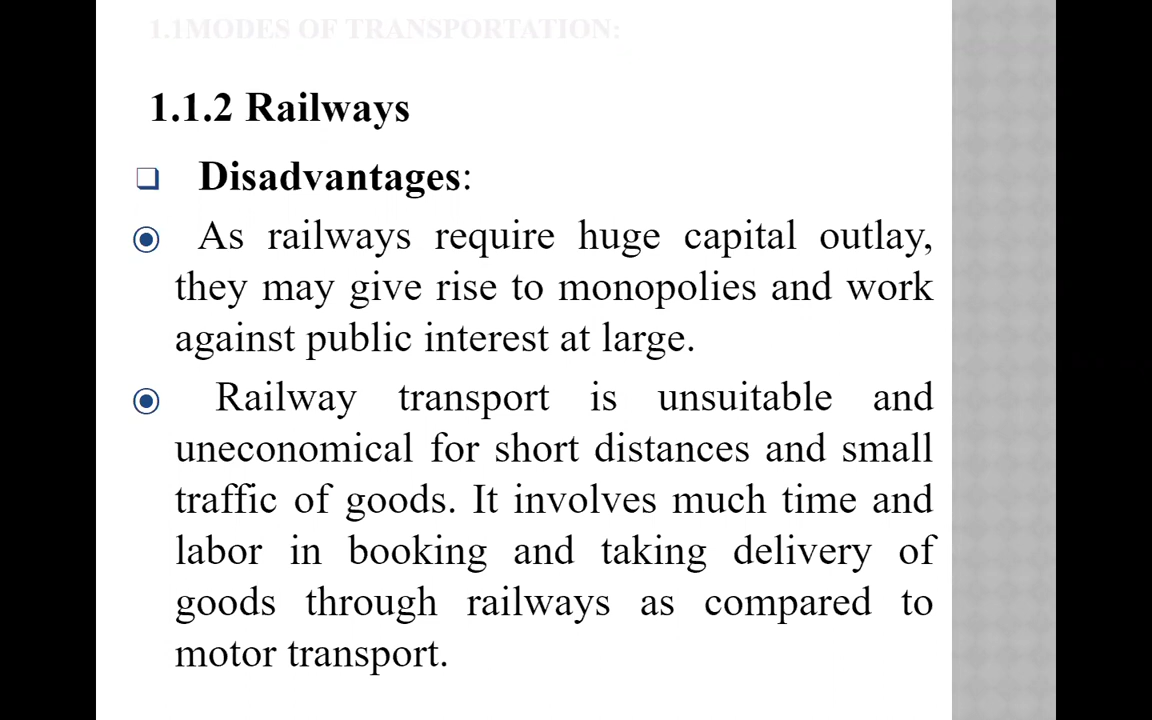 1.1MODES OF TRANSPORTATION:
1.1.2 Railways
Disadvantages:
As railways require huge capital outlay,
they may give rise to monopolies and work
against public interest at large.
Railway transport is unsuitable and
uneconomical for short distances and small
traffic of goods. It involves much time and
labor in booking and taking delivery of
goods through railways as compared to
motor transport.